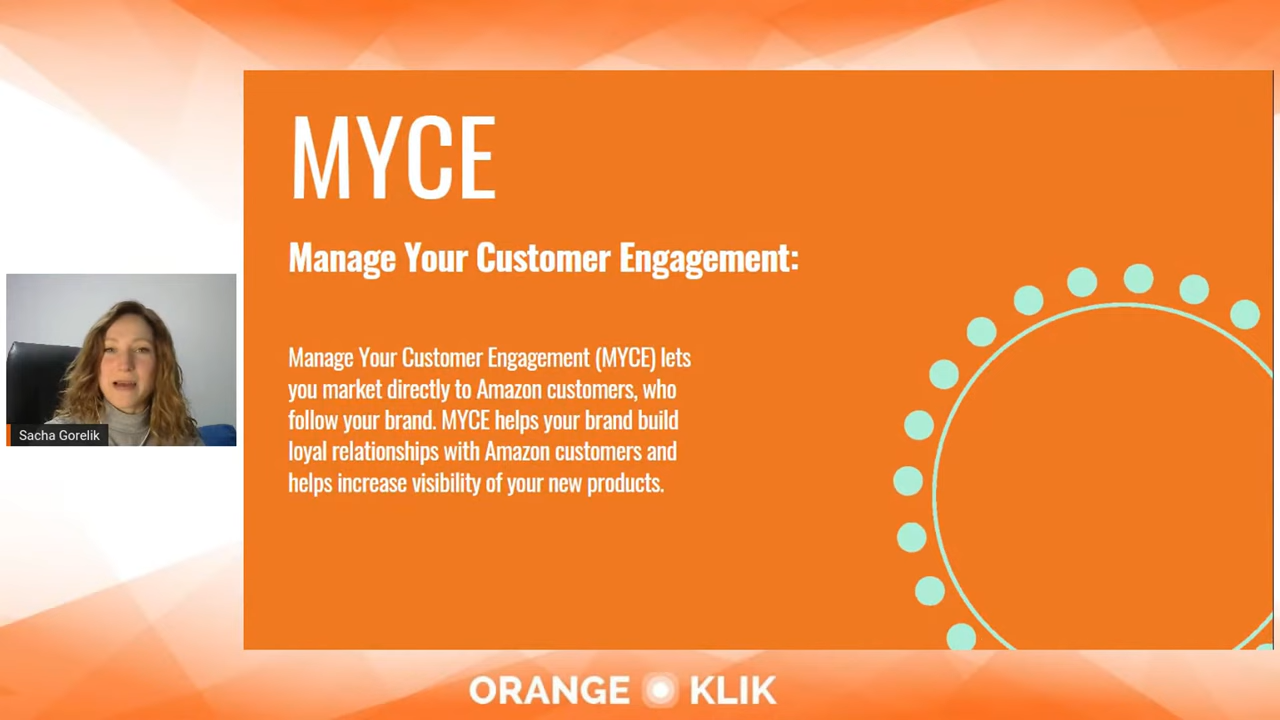 MYCE
Manage Your Customer Engagement:
Manage Your Customer Engagement (MYCE) lets
you market directly to Amazon customers, who
follow your brand. MYCE helps your brand build
loyal relationships with Amazon customers and
helps increase visibility of your new products.
Sacha Gorelik
ORANGE KLIK